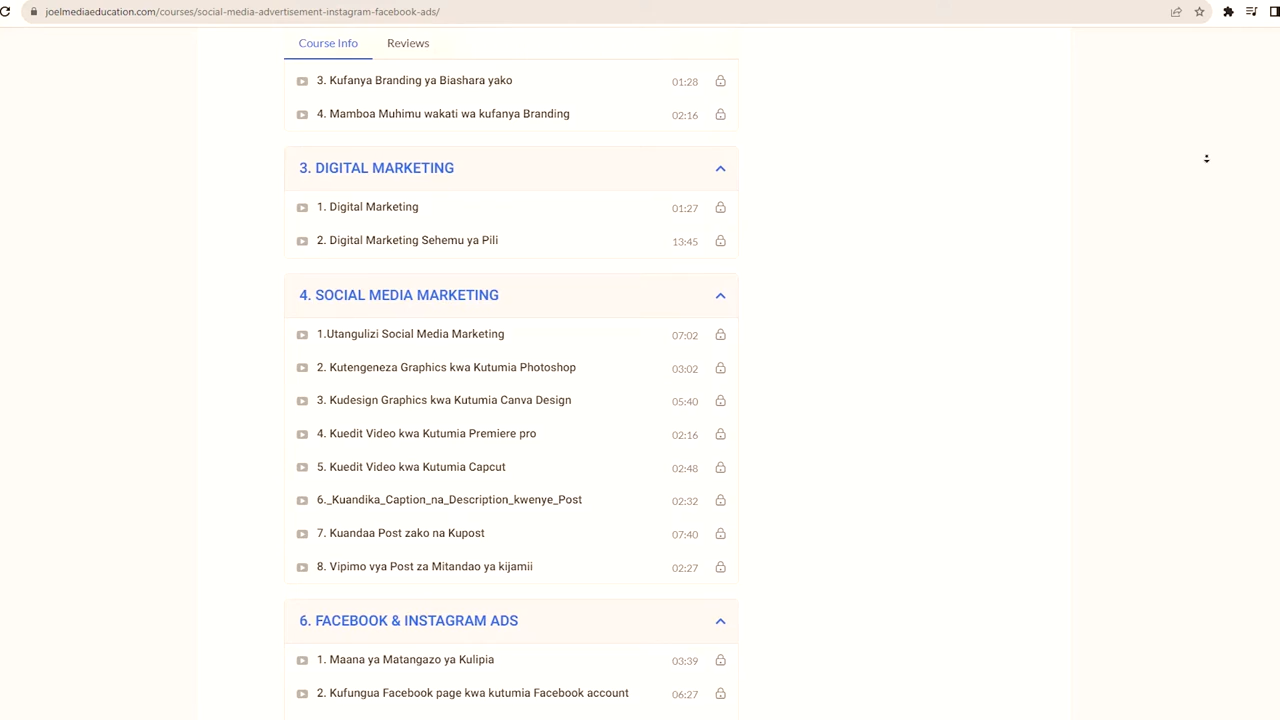 joelmediaeducation.com/courses/social-media-advertisement-instagram-facebook-ads/
Course Info Reviews
3. Kufanya Branding ya Biashara yako 01:28
4. Mamboa Muhimu wakati wa kufanya Branding 02:16
3. DIGITAL MARKETING
1. Digital Marketing 01:27
2. Digital Marketing Sehemu ya Pili 13:45
4. SOCIAL MEDIA MARKETING
1.Utangulizi Social Media Marketing 07:02
2. Kutengeneza Graphics kwa Kutumia Photoshop 03:02
3. Kudesign Graphics kwa Kutumia Canva Design 05:40
4. Kuedit Video kwa Kutumia Premiere pro 02:16
5. Kuedit Video kwa Kutumia Capcut 02:48
6._Kuandika_Caption_na_Description_kwenye_Post 02:32
7. Kuandaa Post zako na Kupost 07:40
8. Vipimo vya Post za Mitandao ya kijamii 02:27
6. FACEBOOK & INSTAGRAM ADS
1. Maana ya Matangazo ya Kulipia 03:39
2. Kufungua Facebook page kwa kutumia Facebook account 06:27